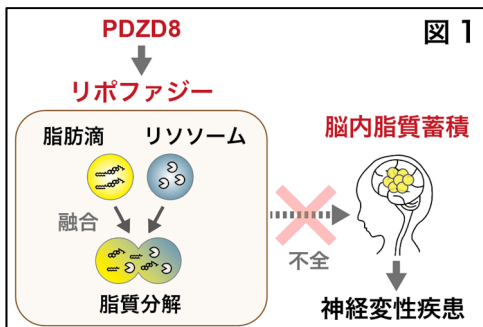 PDZD8
図 1
リポファジー
脂肪滴 リソソーム
融合
脂質分解
不全
脳内脂質蓄積
神経変性疾患